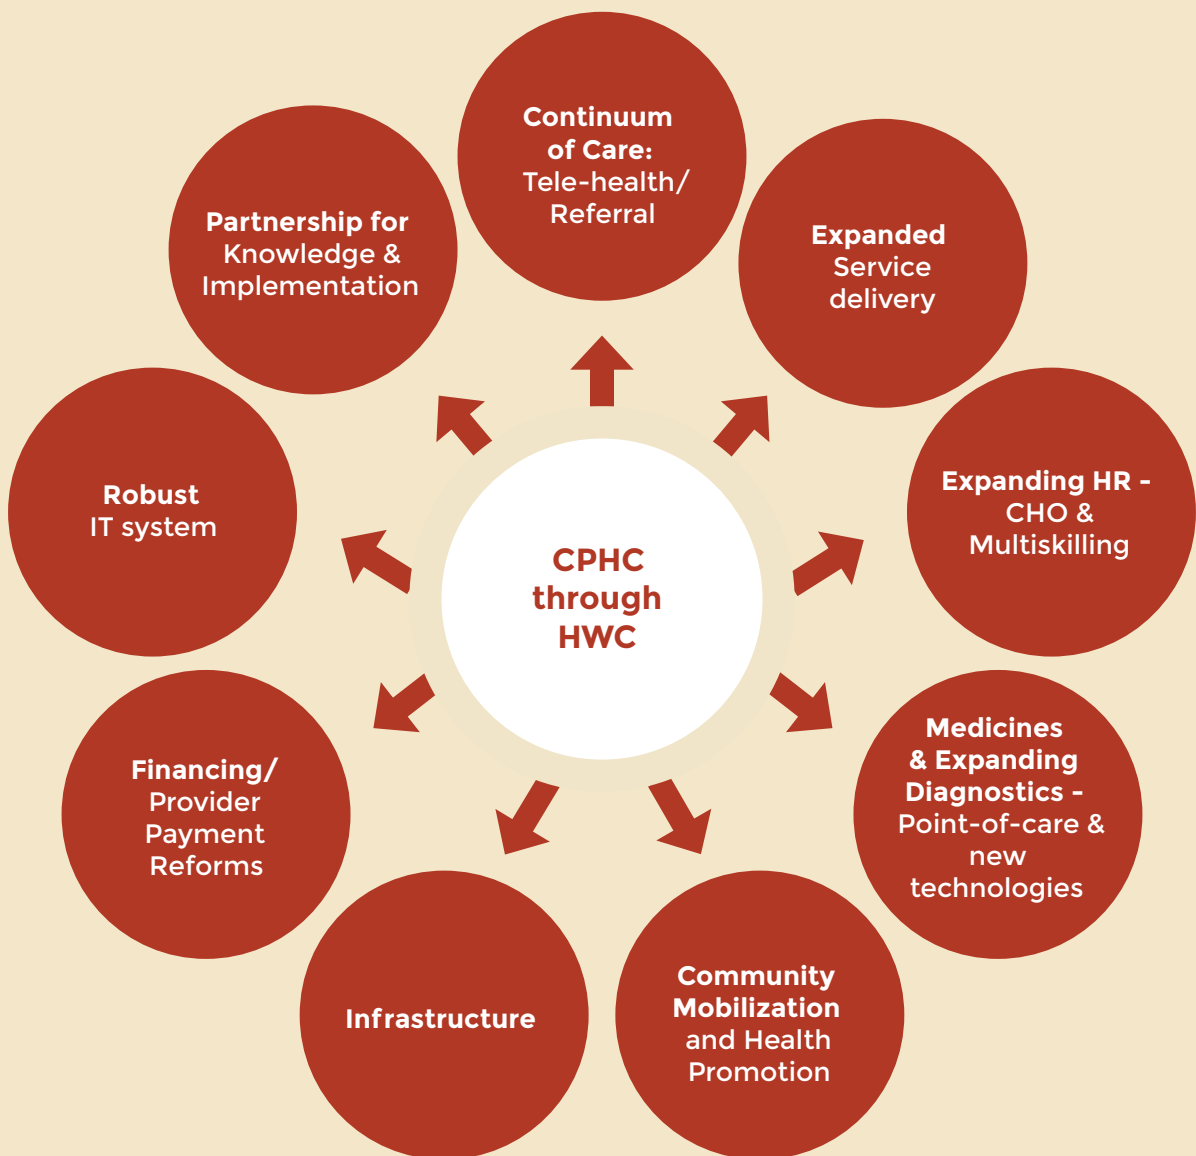 Continuum
of Care:
Tele-health/
Referral
Expanded
Service
delivery
Expanding HR -
CHO &
Multiskilling
Medicines
& Expanding
Diagnostics -
Point-of-care &
new
technologies
Community
Mobilization
and Health
Promotion
Infrastructure
Financing/
Provider
Payment
Reforms
Robust
IT system
Partnership for
Knowledge &
Implementation
CPHC
through
HWC